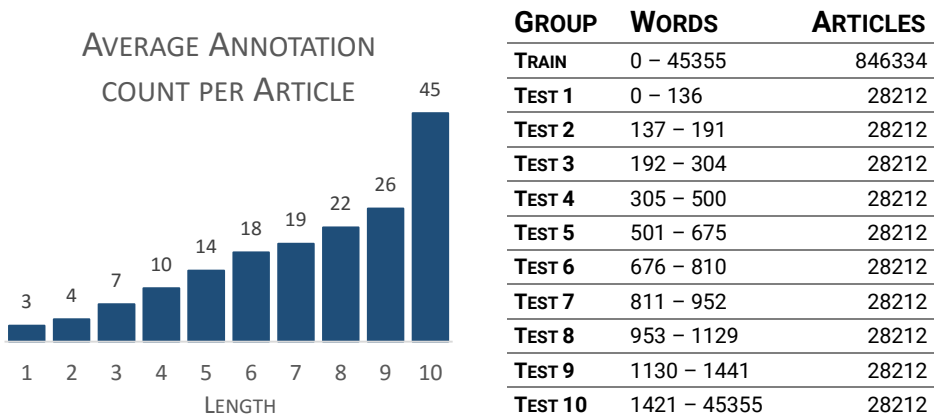 AVERAGE ANNOTATION
COUNT PER ARTICLE
45
26
22
19
18
14
10
7
4
3
1 2 3 4 5 6 7 8 9 10
LENGTH
GROUP WORDS ARTICLES
TRAIN 0 – 45355 846334
TEST 1 0 – 136 28212
TEST 2 137 – 191 28212
TEST 3 192 – 304 28212
TEST 4 305 – 500 28212
TEST 5 501 – 675 28212
TEST 6 676 – 810 28212
TEST 7 811 – 952 28212
TEST 8 953 – 1129 28212
TEST 9 1130 – 1441 28212
TEST 10 1421 – 45355 28212